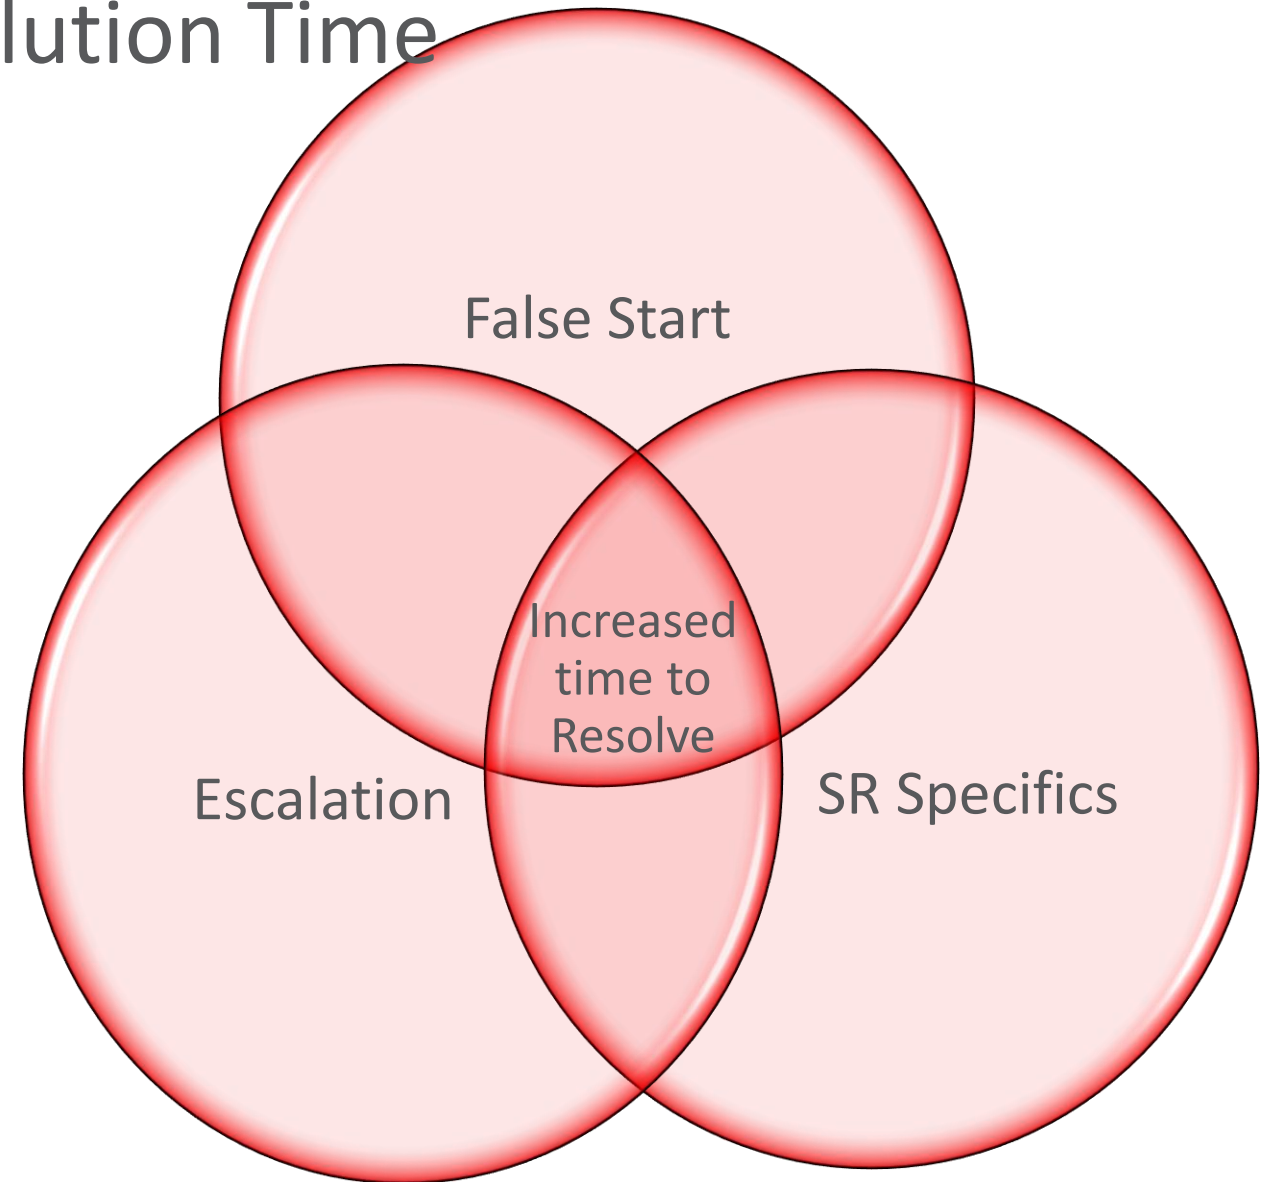 lution Time
False Start
Increased
time to
Resolve
Escalation
SR Specifics